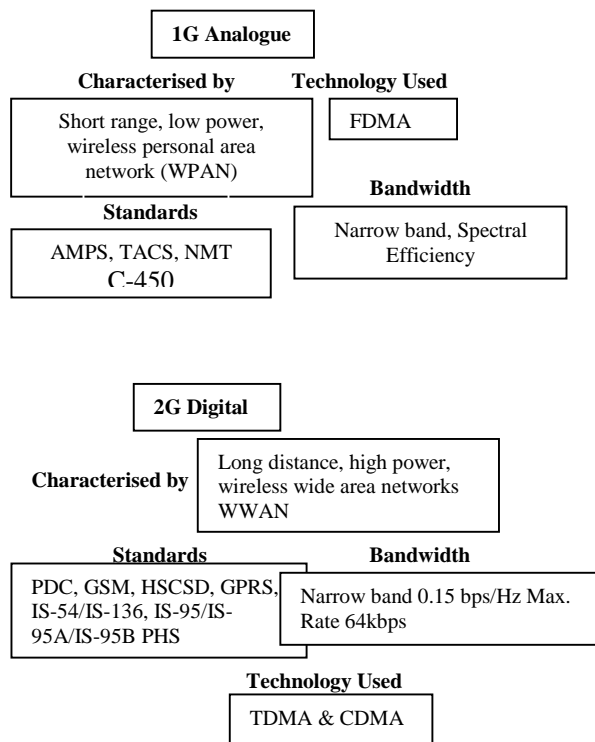 1G Analogue
Characterised by
Technology Used
Short range, low power,
wireless personal area
network (WPAN)
FDMA
Bandwidth
Standards
Narrow band, Spectral
Efficiency
AMPS, TACS, NMT
C-450
2G Digital
Characterised by
Long distance, high power,
wireless wide area networks
WWAN
Standards
Bandwidth
PDC, GSM, HSCSD, GPRS,
IS-54/IS-136, IS-95/IS-
95A/IS-95B PHS
Narrow band 0.15 bps/Hz Max.
Rate 64kbps
Technology Used
TDMA & CDMA